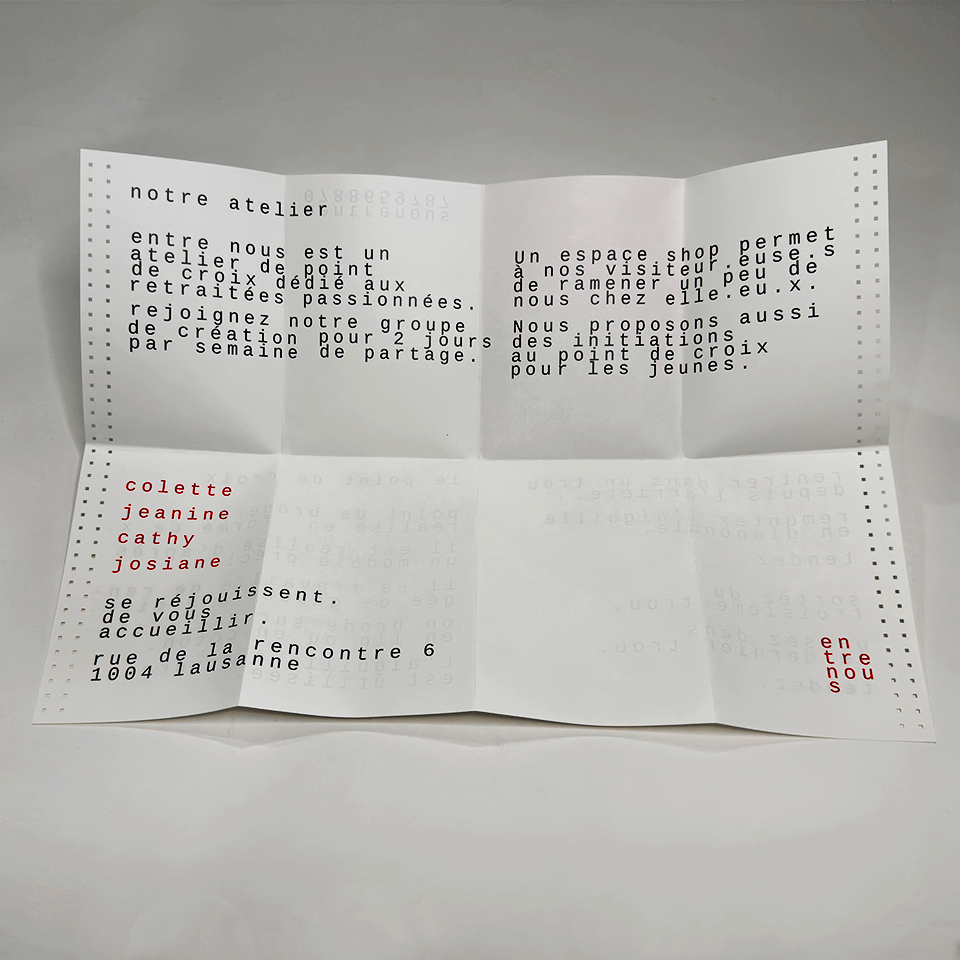 notre atelier
entre nous est un
atelier de point
de croix dédié aux
retraitées passionnées.
rejoignez notre groupe
de création pour 2 jours
par semaine de partage.
Un espace shop permet
à nos visiteur.euse.s
de ramener un peu de
nous chez elle.eu.x.
Nous proposons aussi
des initiations
au point de croix
pour les jeunes.
colette
jeanine
cathy
josiane
se réjouissent.
de vous
accueillir.
rue de la rencontre 6
1004 lausanne
en
tre
nou
s